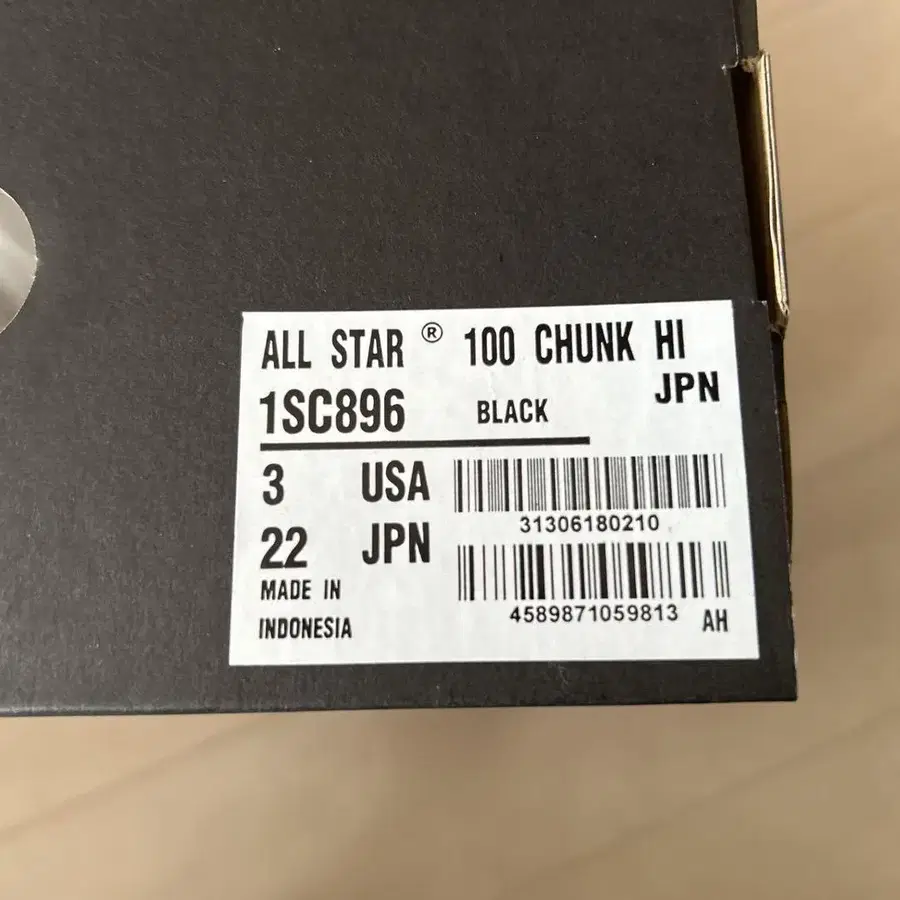 ALL STAR ® 100 CHUNK HI
JPN
1SC896 BLACK
3 USA
31306180210
22 JPN
MADE IN
INDONESIA
4589871059813 AH